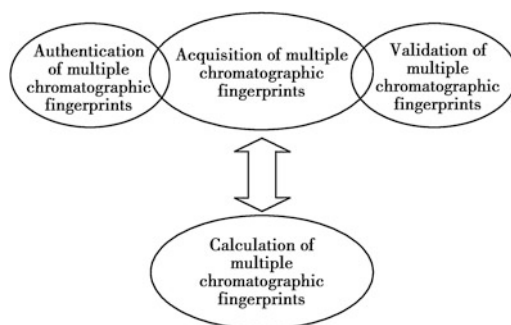 Authentication
of multiple
chromatographic
fingerprints
Acquisition of multiple
chromatographic
fingerprints
Validation of
multiple
chromatographic
fingerprints
Calculation of
multiple
chromatographic
fingerprints